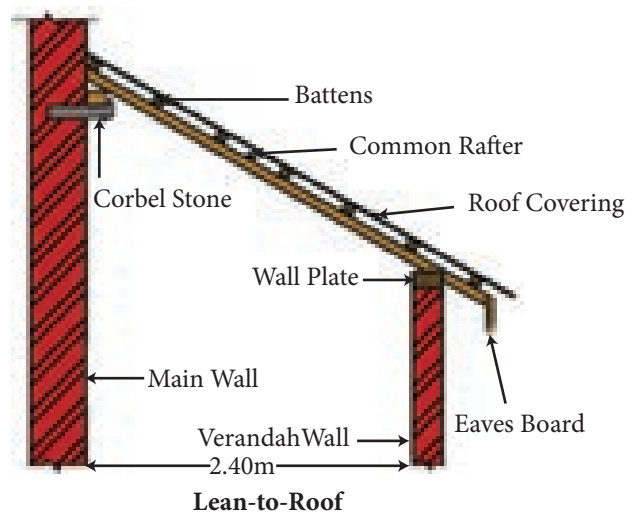 Battens
Common Rafter
Corbel Stone
Roof Covering
Wall Plate
Main Wall
Eaves Board
VerandahWall
2.40m
Lean-to-Roof